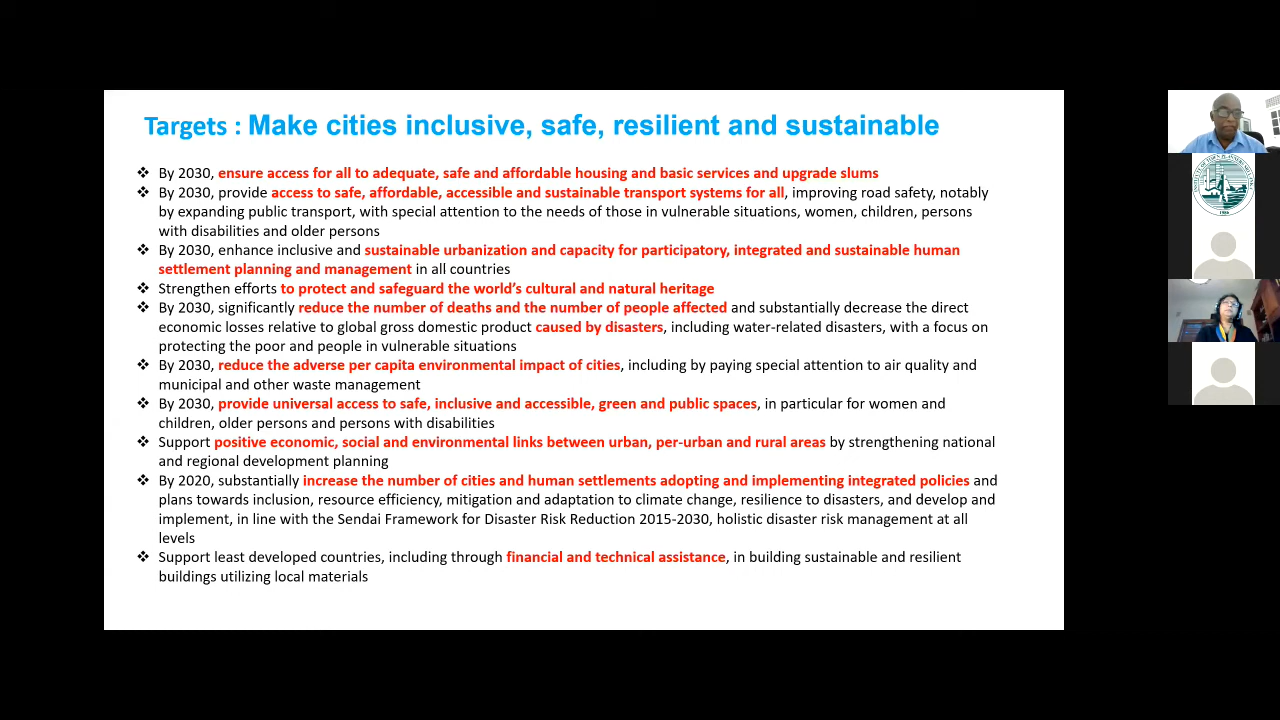 Targets : Make cities inclusive, safe, resilient and sustainable
❖ By 2030, ensure access for all to adequate, safe and affordable housing and basic services and upgrade slums
❖ By 2030, provide access to safe, affordable, accessible and sustainable transport systems for all, improving road safety, notably
by expanding public transport, with special attention to the needs of those in vulnerable situations, women, children, persons
with disabilities and older persons
❖ By 2030, enhance inclusive and sustainable urbanization and capacity for participatory, integrated and sustainable human
settlement planning and management in all countries
❖ Strengthen efforts to protect and safeguard the world's cultural and natural heritage
❖ By 2030, significantly reduce the number of deaths and the number of people affected and substantially decrease the direct
economic losses relative to global gross domestic product caused by disasters, including water-related disasters, with a focus on
protecting the poor and people in vulnerable situations
❖ By 2030, reduce the adverse per capita environmental impact of cities, including by paying special attention to air quality and
municipal and other waste management
❖ By 2030, provide universal access to safe, inclusive and accessible, green and public spaces, in particular for women and
children, older persons and persons with disabilities
❖ Support positive economic, social and environmental links between urban, per-urban and rural areas by strengthening national
and regional development planning
❖ By 2020, substantially increase the number of cities and human settlements adopting and implementing integrated policies and
plans towards inclusion, resource efficiency, mitigation and adaptation to climate change, resilience to disasters, and develop and
implement, in line with the Sendai Framework for Disaster Risk Reduction 2015-2030, holistic disaster risk management at all
levels
❖ Support least developed countries, including through financial and technical assistance, in building sustainable and resilient
buildings utilizing local materials
1986